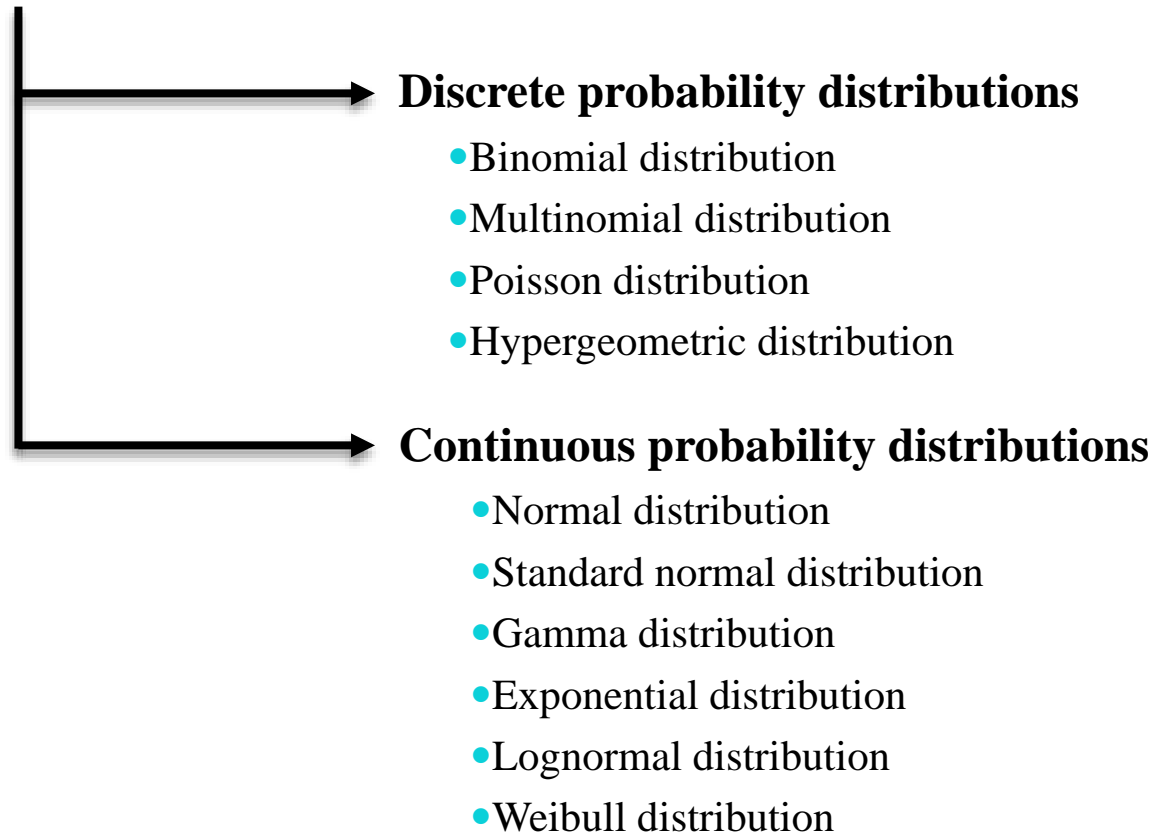 Discrete probability distributions
•Binomial distribution
•Multinomial distribution
•Poisson distribution
•Hypergeometric distribution
Continuous probability distributions
•Normal distribution
•Standard normal distribution
•Gamma distribution
•Exponential distribution
•Lognormal distribution
•Weibull distribution